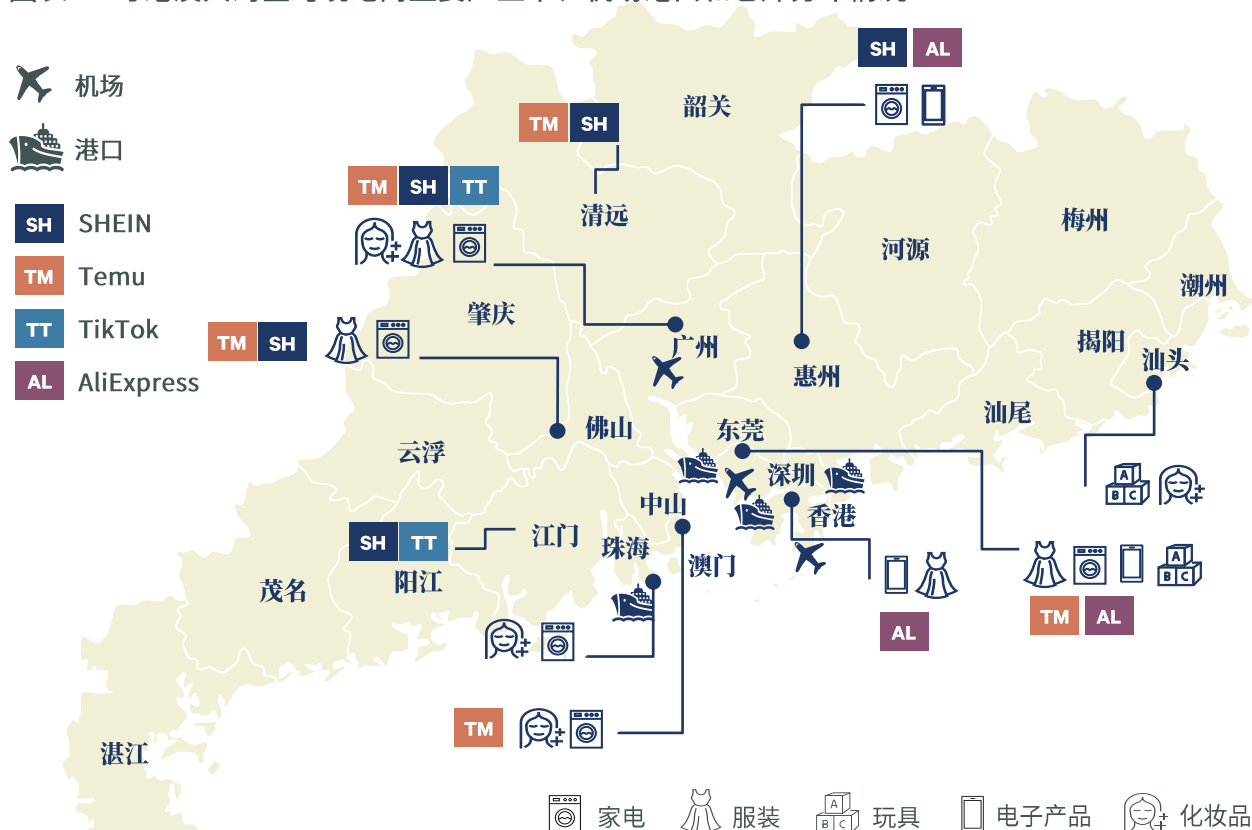 机场
港口
SH SHEIN
TM Temu
TT TikTok
AL AliExpress
SH AL
韶关
TM SH
清远
TM SH TT
梅州
河源
潮州
肇庆
TM SH
广州
惠州
揭阳
汕头
汕尾
佛山
东莞
云浮
深圳
A
B C
中山
香港
SH TT
江门
珠海
澳门
阳江
茂名
A
B C
TM AL
AL
TM
湛江
家电
服装
A
B C
玩具
电子产品
化妆品